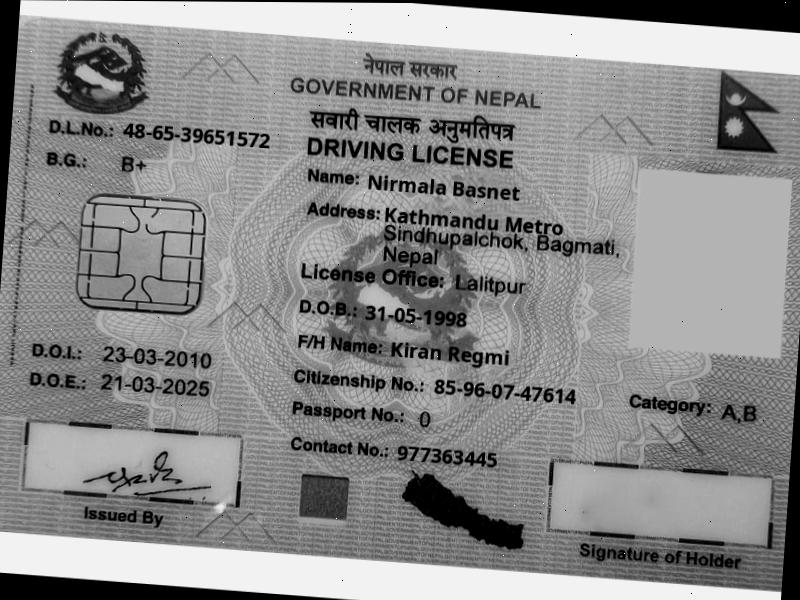 नेपाल सरकार
GOVERNMENT OF NEPAL
सवारी चालक अनुमतिपत्र
DRIVING LICENSE
D.L.No.: 48-65-39651572
B.G.: B+
Name: Nirmala Basnet
Address: Kathmandu Metro
Sindhupalchok, Bagmati,
Nepal
License Office: Lalitpur
D.O.B.: 31-05-1998
F/H Name: Kiran Regmi
D.O.I.: 23-03-2010
D.O.E.: 21-03-2025
Citizenship No.: 85-96-07-47614
Passport No.: 0
Contact No.: 977363445
Category: A,B
Issued By
Signature of Holder